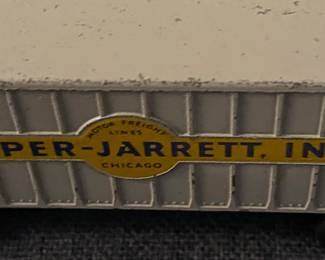 MOTOR FREIGHT
LINES
PER-JARRETT, IN
CHICAGO